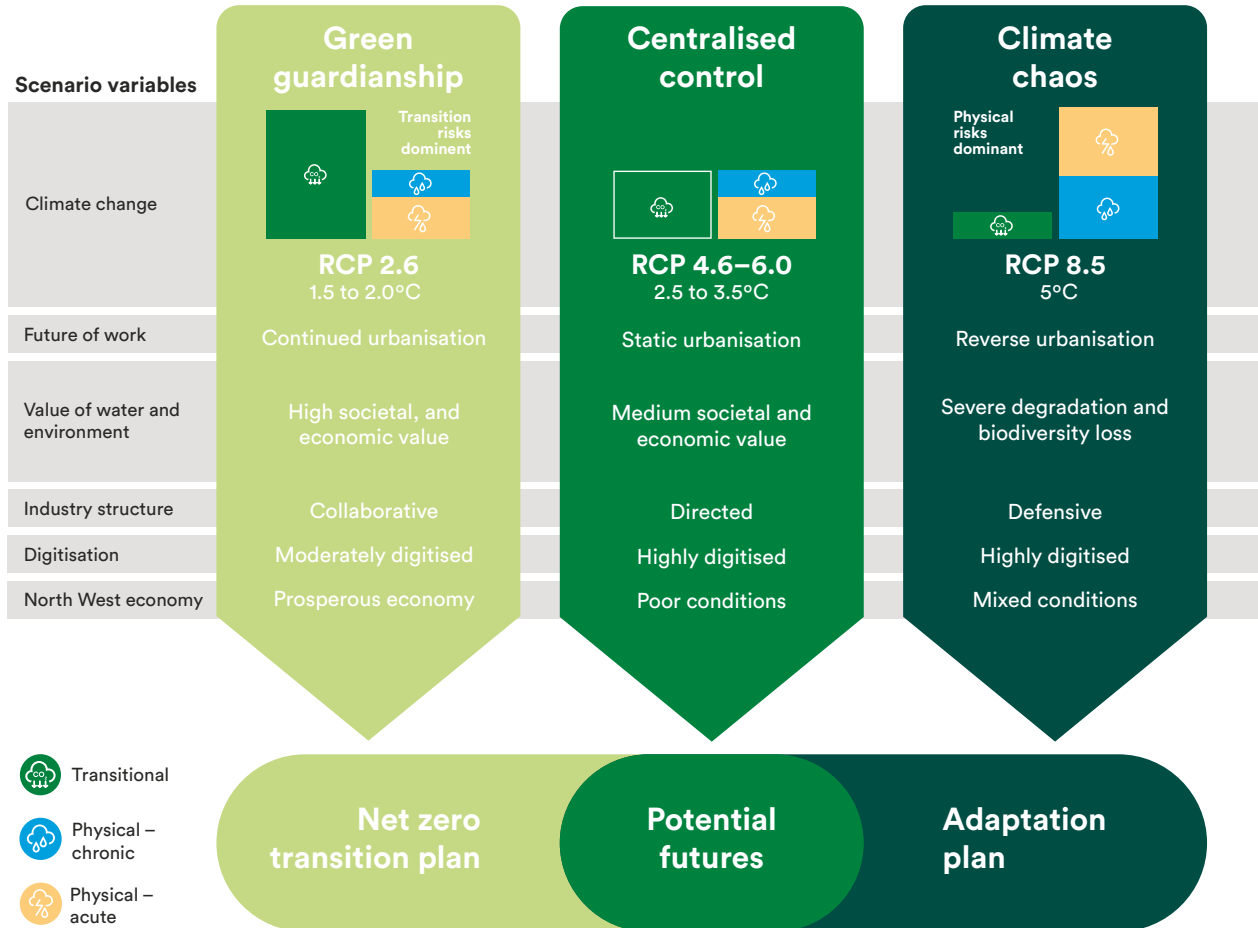 Scenario variables
Green
guardianship
Centralised
control
Climate
chaos
Climate change
Transition
risks
dominent
CO2
RCP 2.6
1.5 to 2.0°C
CO2
RCP 4.6–6.0
2.5 to 3.5°C
Physical
risks
dominant
CO2
RCP 8.5
5°C
Future of work
Continued urbanisation
Static urbanisation
Reverse urbanisation
Value of water and
environment
High societal, and
economic value
Medium societal and
economic value
Severe degradation and
biodiversity loss
Industry structure
Collaborative
Directed
Defensive
Digitisation
Moderately digitised
Highly digitised
Highly digitised
North West economy
Prosperous economy
Poor conditions
Mixed conditions
CO2
Transitional
Physical –
chronic
Physical –
acute
Net zero
transition plan
Potential
futures
Adaptation
plan